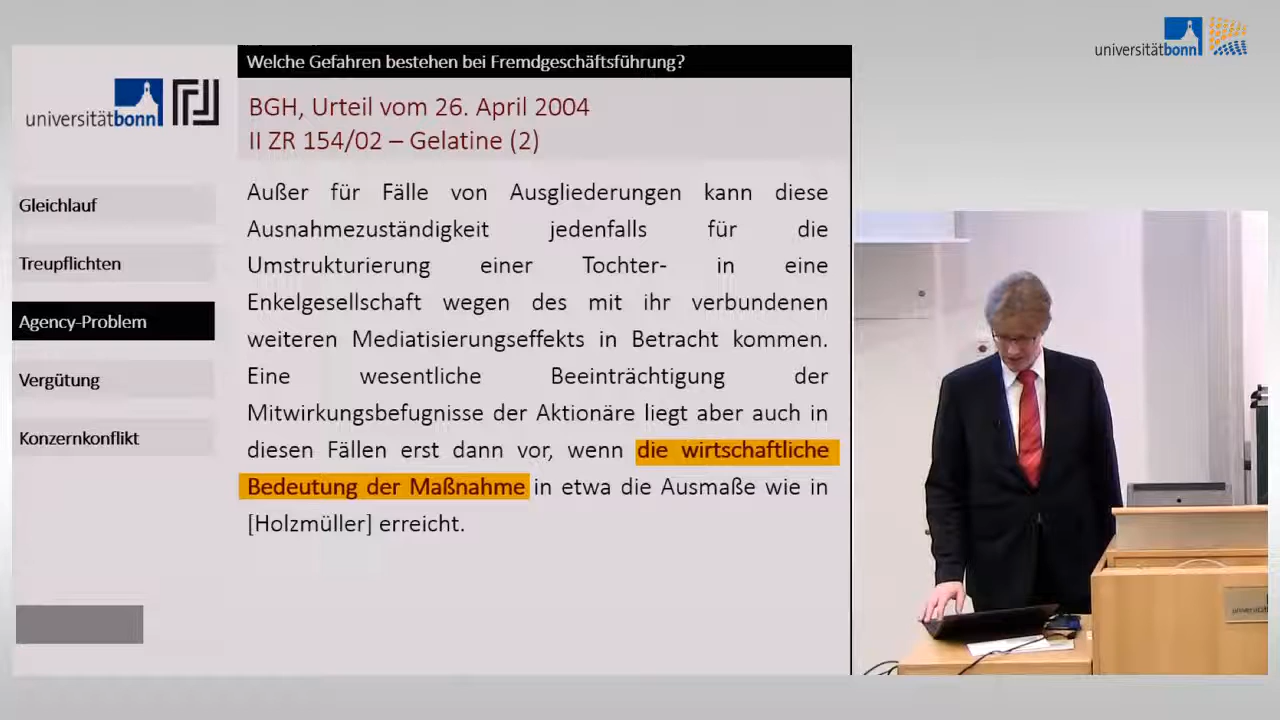 universitätbonn
Welche Gefahren bestehen bei Fremdgeschäftsführung?
universitätbonn
BGH, Urteil vom 26. April 2004
II ZR 154/02 – Gelatine (2)
Gleichlauf
Treupflichten
Agency-Problem
Vergütung
Konzernkonflikt
Außer für Fälle von Ausgliederungen kann diese
Ausnahmezuständigkeit jedenfalls für die
Umstrukturierung einer Tochter- in eine
Enkelgesellschaft wegen des mit ihr verbundenen
weiteren Mediatisierungseffekts in Betracht kommen.
Eine wesentliche Beeinträchtigung der
Mitwirkungsbefugnisse der Aktionäre liegt aber auch in
diesen Fällen erst dann vor, wenn die wirtschaftliche
Bedeutung der Maßnahme in etwa die Ausmaße wie in
[Holzmüller] erreicht.